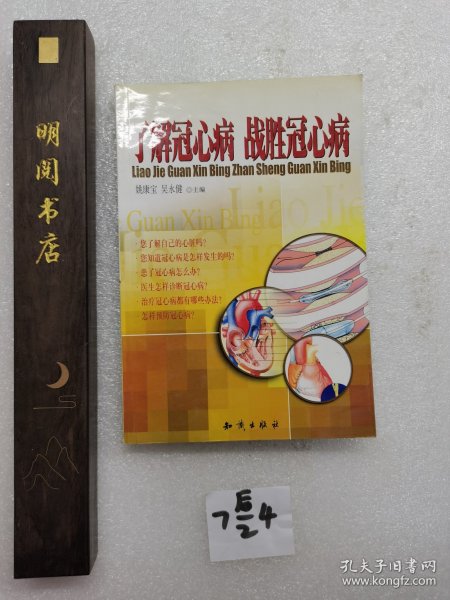 明阅书店
了解冠心病 战胜冠心病
Liao Jie Guan Xin Bing Zhan Sheng Guan Xin Bing
姚康宝 吴永健 ◎主编
Guan Xin Bing
Liao Jie
·您了解自己的心脏吗?
·您知道冠心病是怎样发生的吗?
·患了冠心病怎么办?
·医生怎样诊断冠心病?
·治疗冠心病都有哪些办法?
·怎样预防冠心病?
知识出版社
孔夫子旧书网
www.kongfz.com